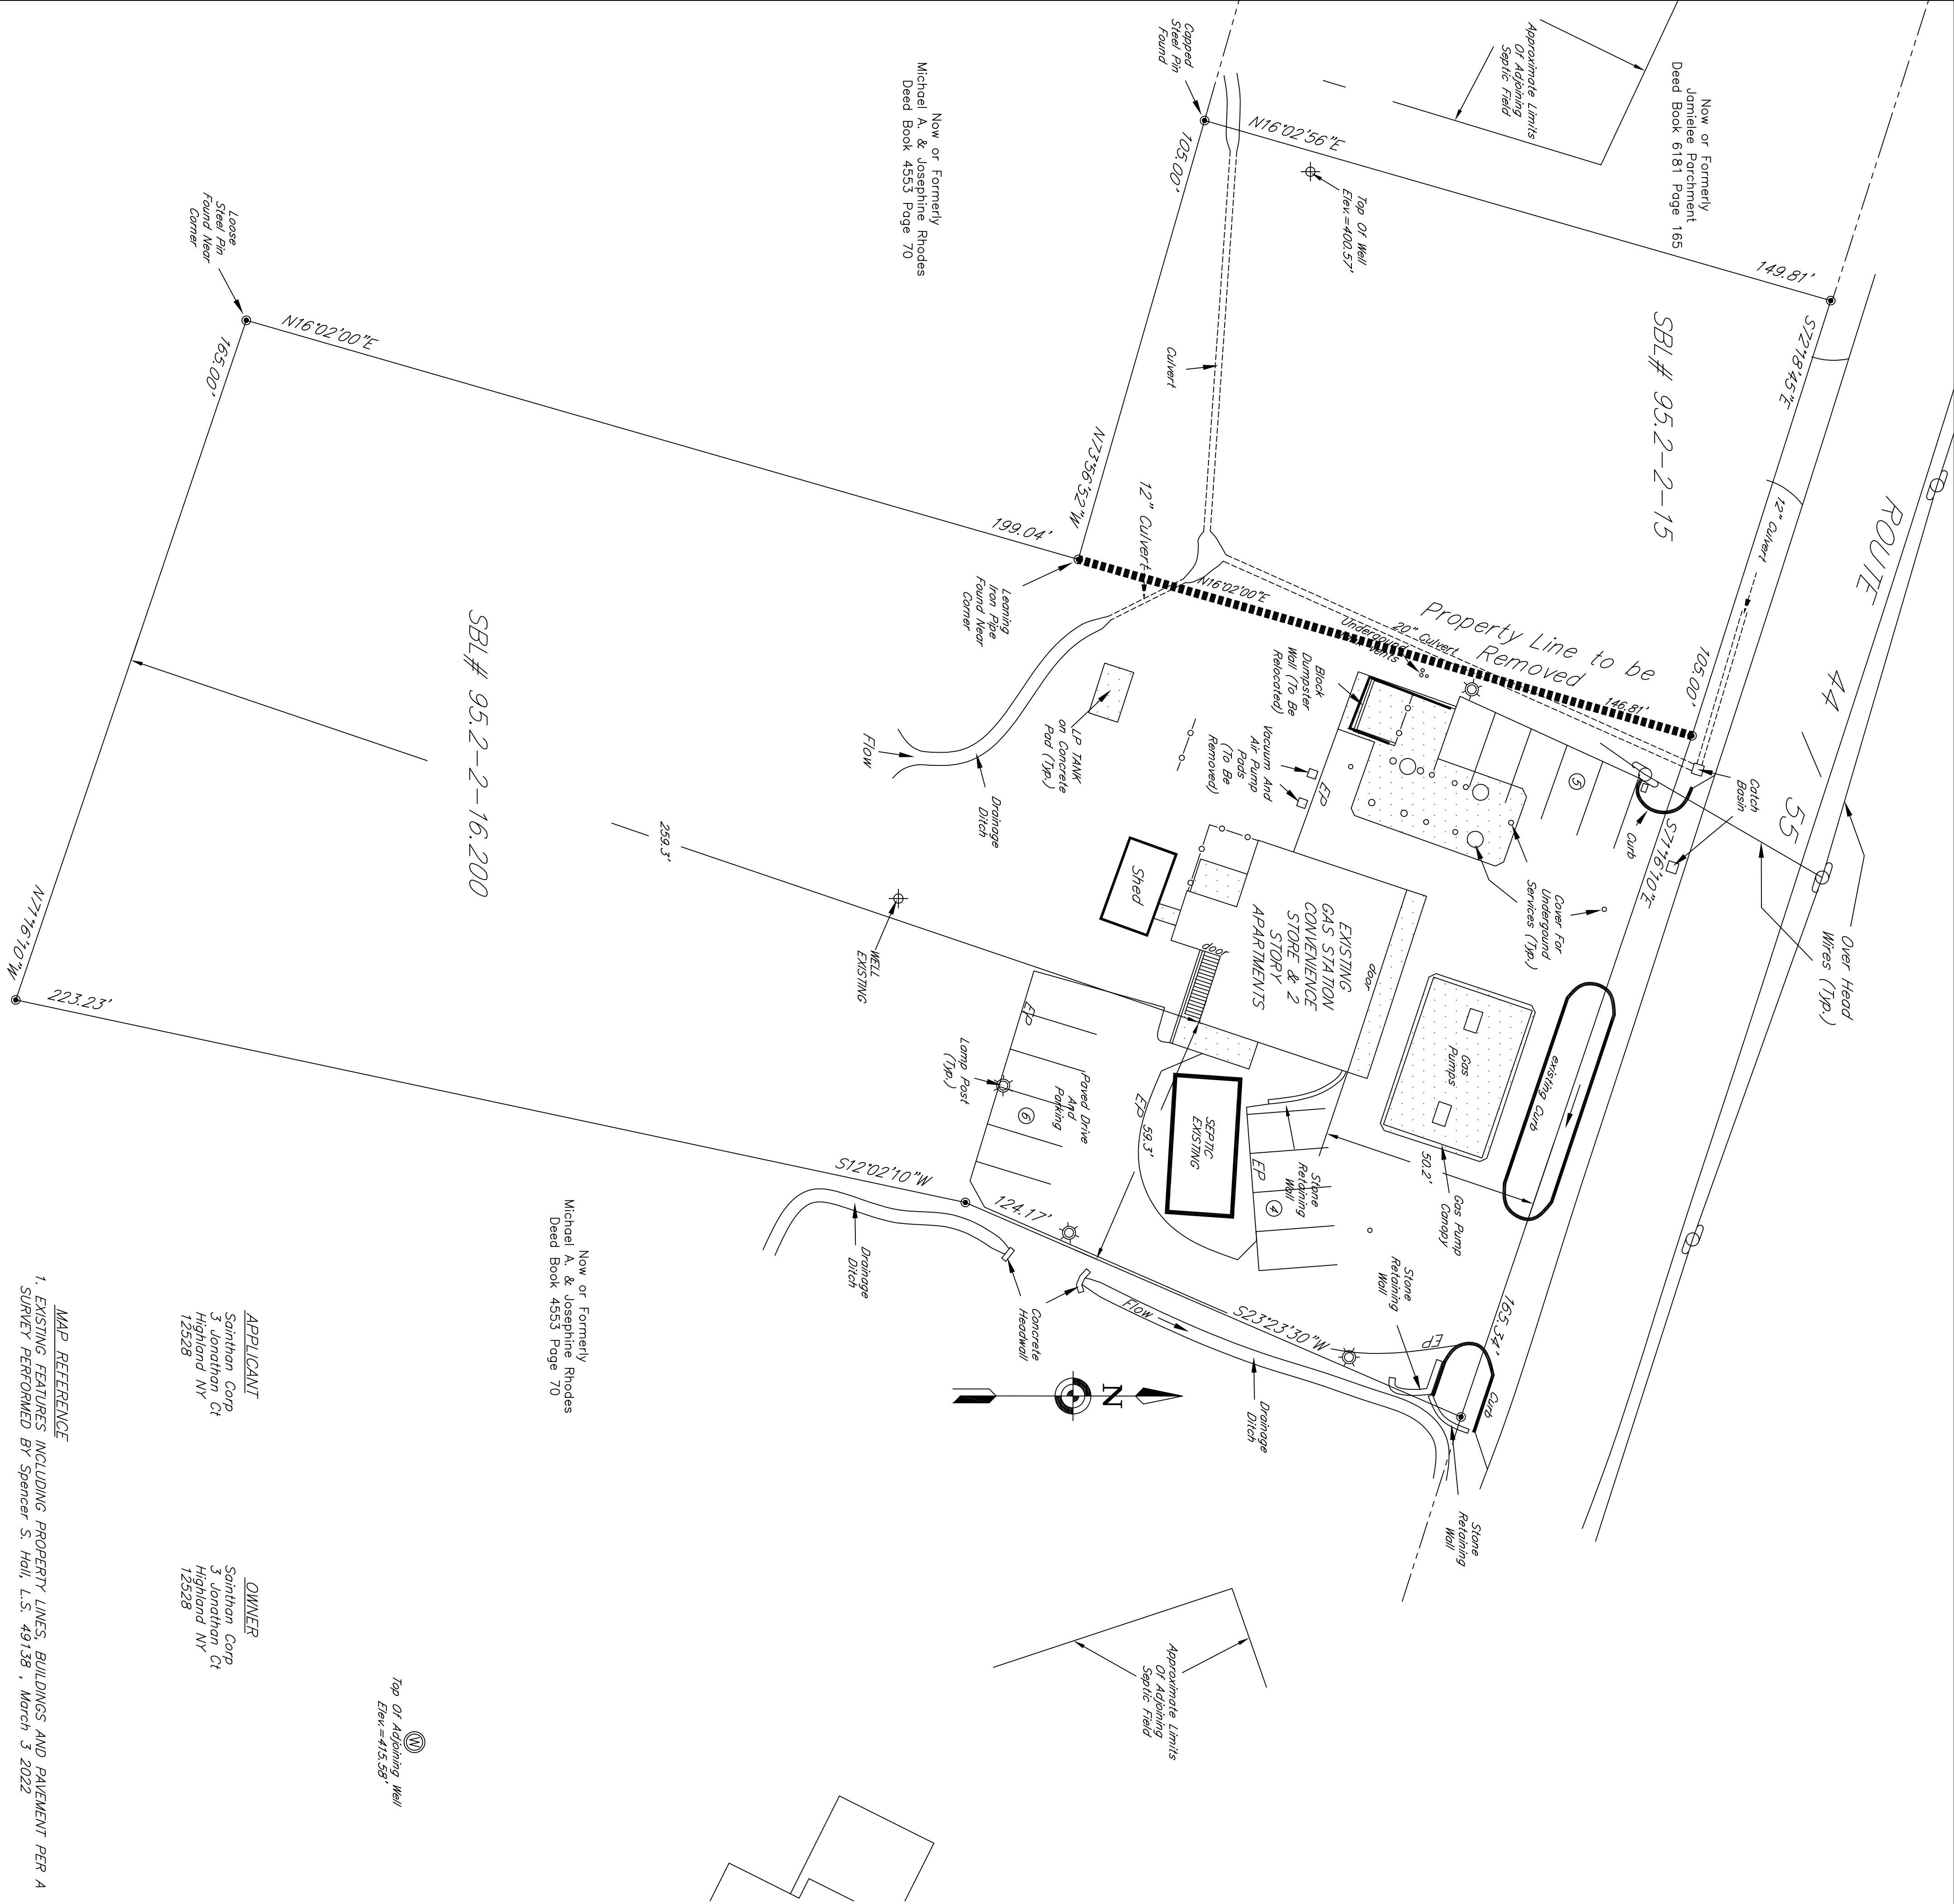 Now or Formerly
Jamielee Parchment
Deed Book 6181 Page 165
Approximate Limits
Of Adjoining
Septic Field
Capped
Steel Pin
Found
N16°02'56"E
149.81'
Top Of Well
Elev.=400.57'
105.00'
N73°56'52"W
Culvert
12" Culvert
SBL# 95.2-2-15
S72°18'45"E
105.00'
12" Culvert
ROUTE 44 / 55
Now or Formerly
Michael A. & Josephine Rhodes
Deed Book 4553 Page 70
Loose
Steel Pin
Found Near
Corner
N16°02'00"E
199.04'
165.00'
N71°16'10"W
Leaning
Iron Pipe
Found Near
Corner
N16°02'00"E
146.81'
Property Line to be
Removed
20" Culvert
Undergound
Vents
Block
Dumpster
Wall (To Be
Relocated)
Vacuum And
Air Pump
Pads
(To Be
Removed)
EP
5
Curb
Catch
Basin
S71°16'10"E
165.34'
Over Head
Wires (Typ.)
Cover For
Underground
Services (Typ.)
LP TANK
on Concrete
Pad (Typ.)
Flow
Drainage
Ditch
SBL# 95.2-2-16.200
259.3'
Shed
WELL
EXISTING
EXISTING
GAS STATION
CONVENIENCE
STORE & 2
STORY
APARTMENTS
door
door
Gas
Pumps
existing Curb
Gas Pump
Canopy
50.2'
SEPTIC
EXISTING
EP
59.3'
EP
Stone
Retaining
Wall
4
EP
Paved Drive
And
Parking
6
Lamp Post
(Typ.)
223.23'
S12°02'10"W
124.17'
S23°23'30"W
Drainage
Ditch
Concrete
Headwall
Flow
Drainage
Ditch
Stone
Retaining
Wall
EP
Curb
Stone
Retaining
Wall
N
Now or Formerly
Michael A. & Josephine Rhodes
Deed Book 4553 Page 70
Approximate Limits
Of Adjoining
Septic Field
W
Top Of Adjoining Well
Elev.=415.58'
APPLICANT
Sainthan Corp
3 Jonathan Ct
Highland NY
12528
OWNER
Sainthan Corp
3 Jonathan Ct
Highland NY
12528
MAP REFERENCE
1. EXISTING FEATURES INCLUDING PROPERTY LINES, BUILDINGS AND PAVEMENT PER A
SURVEY PERFORMED BY Spencer S. Hall, L.S. 49138 , March 3 2022